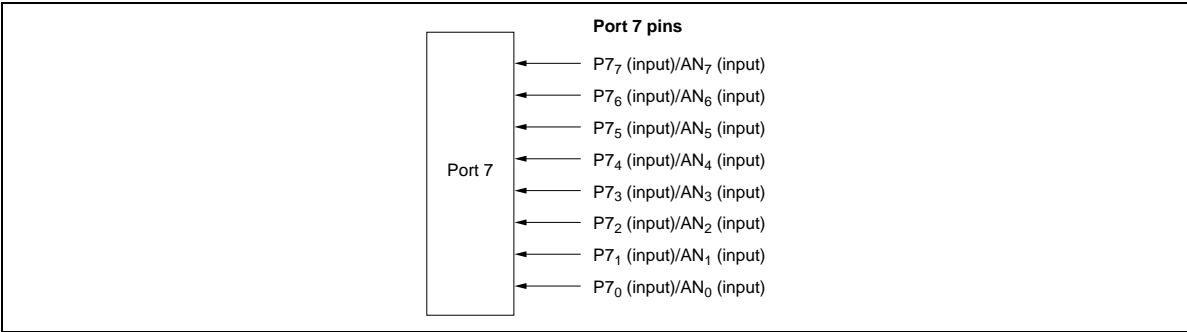 Port 7 pins
P7₇ (input)/AN₇ (input)
P7₆ (input)/AN₆ (input)
P7₅ (input)/AN₅ (input)
P7₄ (input)/AN₄ (input)
Port 7
P7₃ (input)/AN₃ (input)
P7₂ (input)/AN₂ (input)
P7₁ (input)/AN₁ (input)
P7₀ (input)/AN₀ (input)